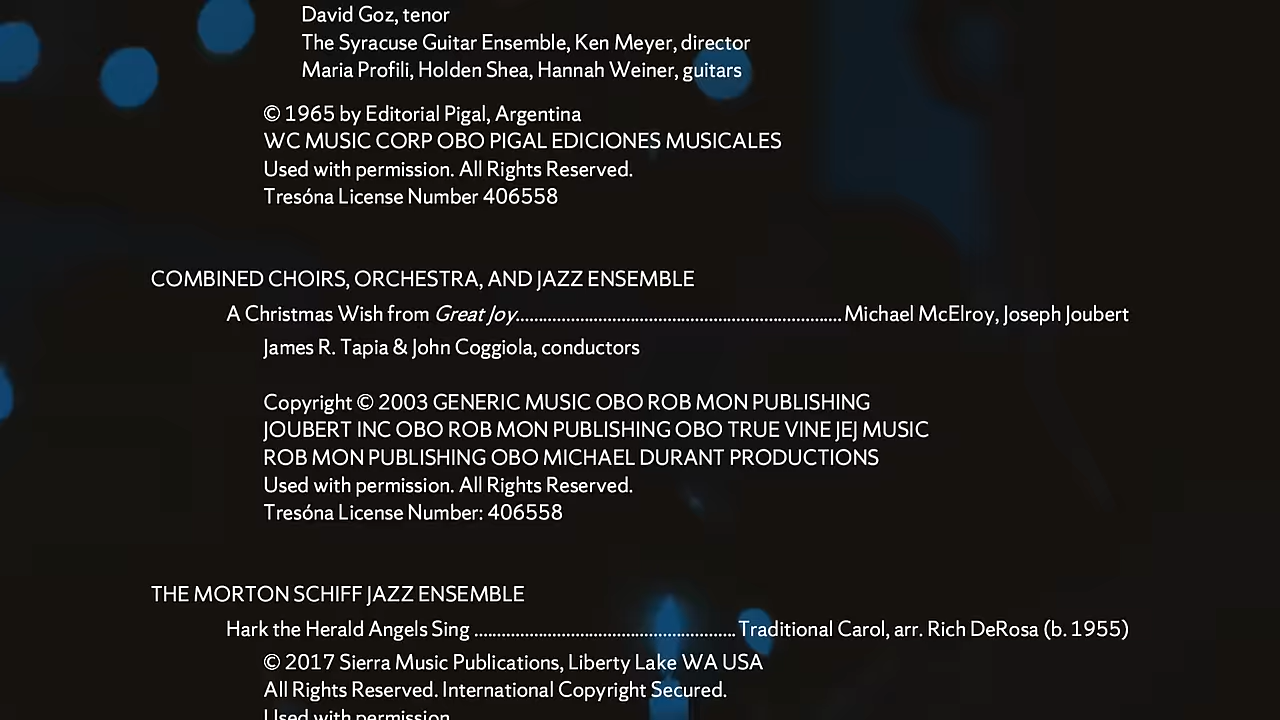 David Goz, tenor
The Syracuse Guitar Ensemble, Ken Meyer, director
Maria Profili, Holden Shea, Hannah Weiner, guitars
© 1965 by Editorial Pigal, Argentina
WC MUSIC CORP OBO PIGAL EDICIONES MUSICALES
Used with permission. All Rights Reserved.
Tresóna License Number 406558
COMBINED CHOIRS, ORCHESTRA, AND JAZZ ENSEMBLE
A Christmas Wish from Great Joy........................................................................Michael McElroy, Joseph Joubert
James R. Tapia & John Coggiola, conductors
Copyright © 2003 GENERIC MUSIC OBO ROB MON PUBLISHING
JOUBERT INC OBO ROB MON PUBLISHING OBO TRUE VINE JEJ MUSIC
ROB MON PUBLISHING OBO MICHAEL DURANT PRODUCTIONS
Used with permission. All Rights Reserved.
Tresóna License Number: 406558
THE MORTON SCHIFF JAZZ ENSEMBLE
Hark the Herald Angels Sing ..........................................................Traditional Carol, arr. Rich DeRosa (b. 1955)
© 2017 Sierra Music Publications, Liberty Lake WA USA
All Rights Reserved. International Copyright Secured.
Used with permission.